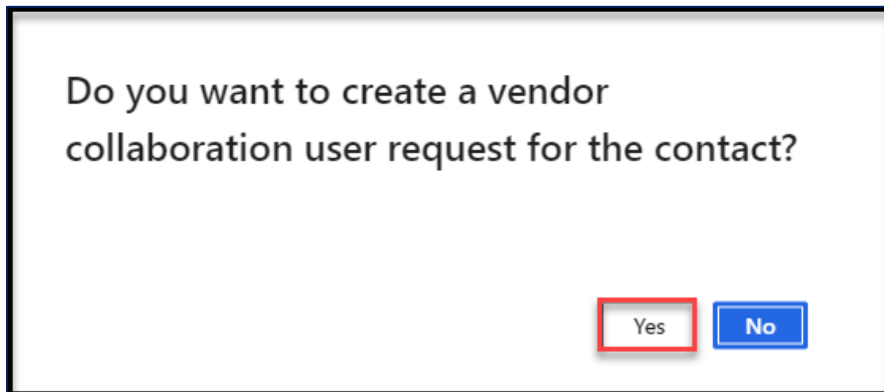 Do you want to create a vendor
collaboration user request for the contact?
Yes No